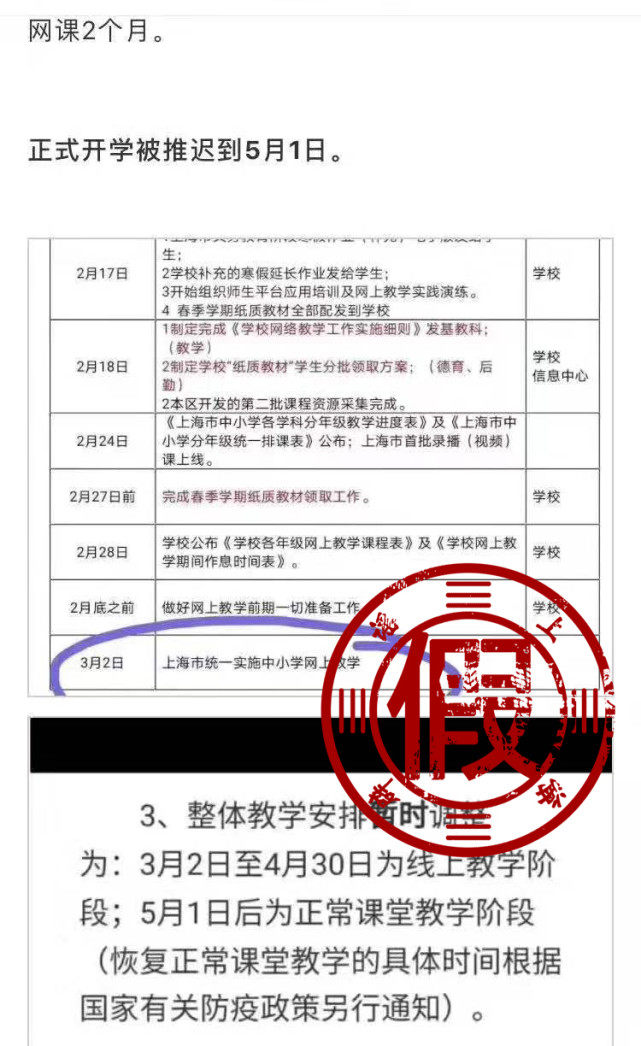 网课2个月。
正式开学被推迟到5月1日。
生；
2月17日
2学校补充的寒假延长作业发给学生；
学校
3开始组织师生平台应用培训及网上教学实践演练。
4 春季学期纸质教材全部配发到学校
1制定完成《学校网络教学工作实施细则》发基教科；
（教学）
2月18日
2制定学校“纸质教材”学生分批领取方案；（德育、后
勤）
学校
信息中心
2本区开发的第二批课程资源采集完成。
《上海市中小学各学科分年级教学进度表》及《上海市中
2月24日
小学分年级统一排课表》公布；上海市首批录播（视频）
课上线。
2月27日前
完成春季学期纸质教材领取工作。
学校
2月28日
学校公布《学校各年级网上教学课程表》及《学校网上教
学期间作息时间表》。
学校
2月底之前
做好网上教学前期一切准备工作
学校
3月2日
上海市统一实施中小学网上教学
假
3、整体教学安排暂时调整
为：3月2日至4月30日为线上教学阶
段；5月1日后为正常课堂教学阶段
（恢复正常课堂教学的具体时间根据
国家有关防疫政策另行通知）。